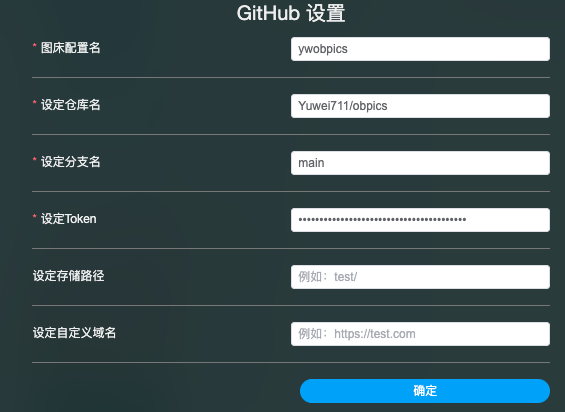 GitHub 设置
* 图床配置名
ywobpics
* 设定仓库名
Yuwei711/obpics
* 设定分支名
main
* 设定Token
••••••••••••••••••••••••••••••••••••••••
设定存储路径
例如：test/
设定自定义域名
例如：https://test.com
确定